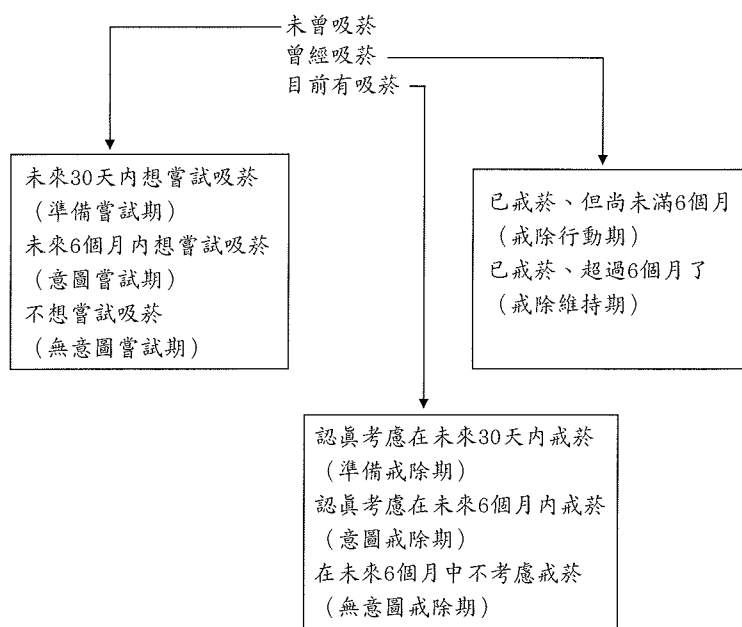 未曾吸菸
曾經吸菸
目前有吸菸
未來30天內想嘗試吸菸
（準備嘗試期）
未來6個月內想嘗試吸菸
（意圖嘗試期）
不想嘗試吸菸
（無意圖嘗試期）
已戒菸、但尚未滿6個月
（戒除行動期）
已戒菸、超過6個月了
（戒除維持期）
認真考慮在未來30天內戒菸
（準備戒除期）
認真考慮在未來6個月內戒菸
（意圖戒除期）
在未來6個月中不考慮戒菸
（無意圖戒除期）